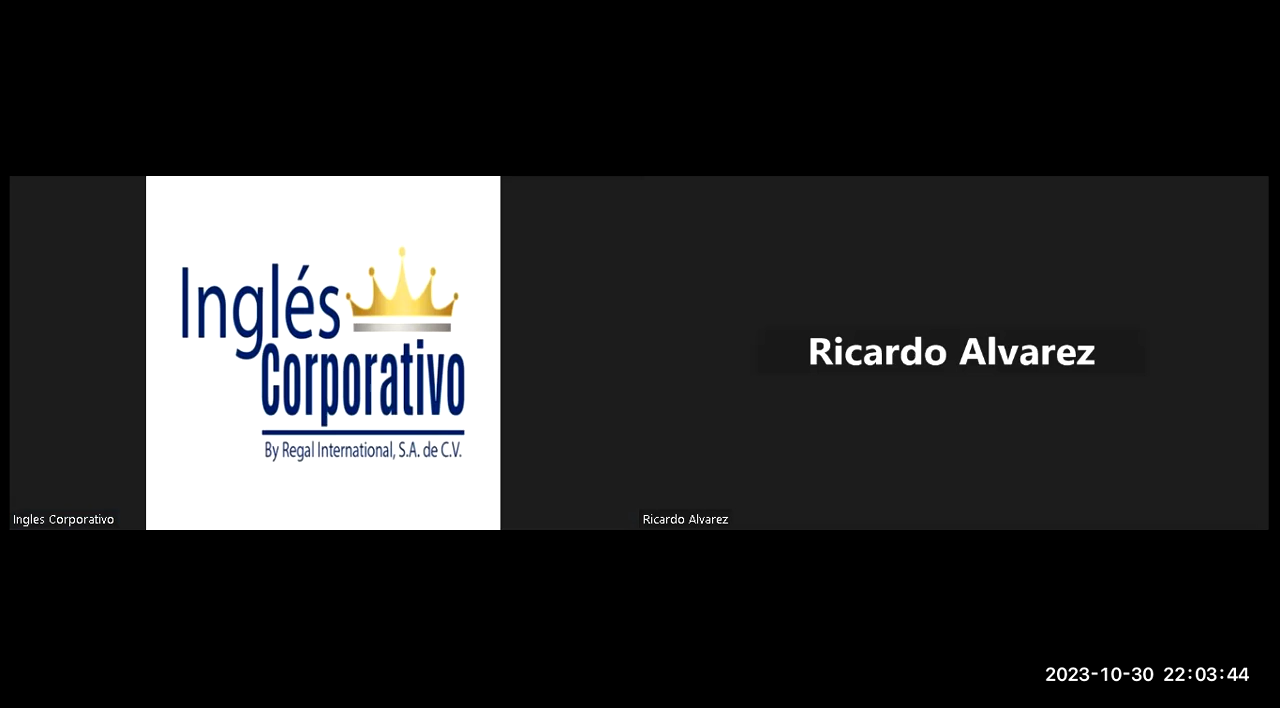 Inglés
Corporativo
By Regal International, S.A. de C.V.
Ricardo Alvarez
Ingles Corporativo
Ricardo Alvarez
2023-10-30 22:03:44